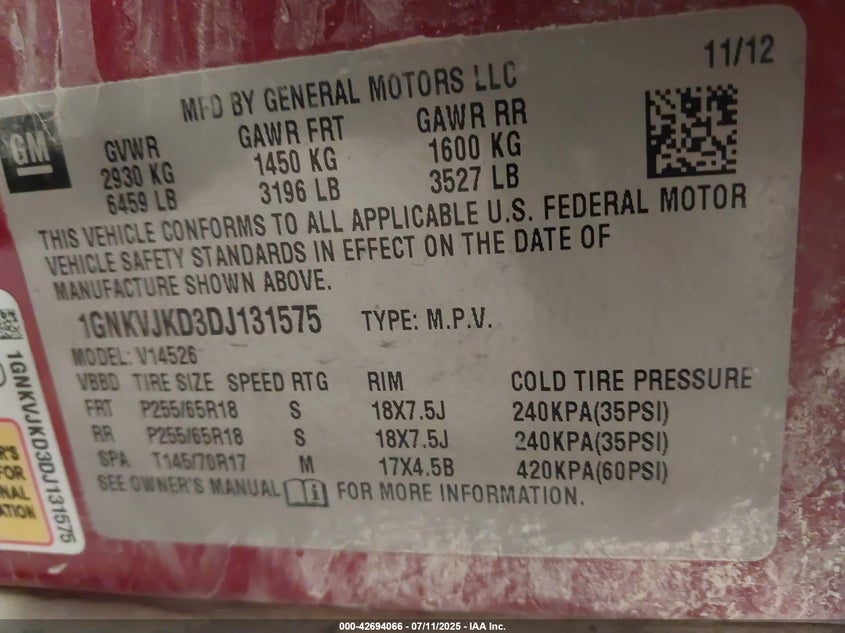 11/12
MFD BY GENERAL MOTORS LLC
GM
GVWR GAWR FRT GAWR RR
2930 KG 1450 KG 1600 KG
6459 LB 3196 LB 3527 LB
THIS VEHICLE CONFORMS TO ALL APPLICABLE U.S. FEDERAL MOTOR
VEHICLE SAFETY STANDARDS IN EFFECT ON THE DATE OF
MANUFACTURE SHOWN ABOVE.
1GNKVJKD3DJ131575 TYPE: M.P.V.
MODEL: V14526
VBBD TIRE SIZE SPEED RTG RIM COLD TIRE PRESSURE
FRT P255/65R18 S 18X7.5J 240KPA(35PSI)
RR P255/65R18 S 18X7.5J 240KPA(35PSI)
SPA T145/70R17 M 17X4.5B 420KPA(60PSI)
SEE OWNER'S MANUAL FOR MORE INFORMATION.
1GNKVJKD3DJ131575
FOR
000-42694066 - 07/11/2025 - IAA Inc.